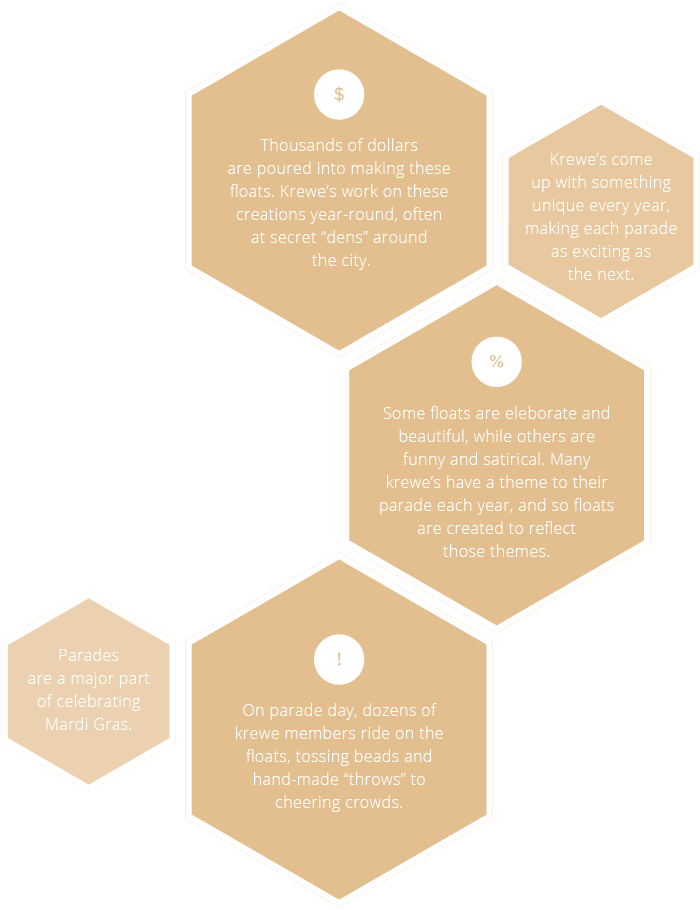 $
Thousands of dollars
are poured into making these
floats. Krewe’s work on these
creations year-round, often
at secret “dens” around
the city.
Krewe’s come
up with something
unique every year,
making each parade
as exciting as
the next.
%
Some floats are eleborate and
beautiful, while others are
funny and satirical. Many
krewe’s have a theme to their
parade each year, and so floats
are created to reflect
those themes.
Parades
are a major part
of celebrating
Mardi Gras.
!
On parade day, dozens of
krewe members ride on the
floats, tossing beads and
hand-made “throws” to
cheering crowds.